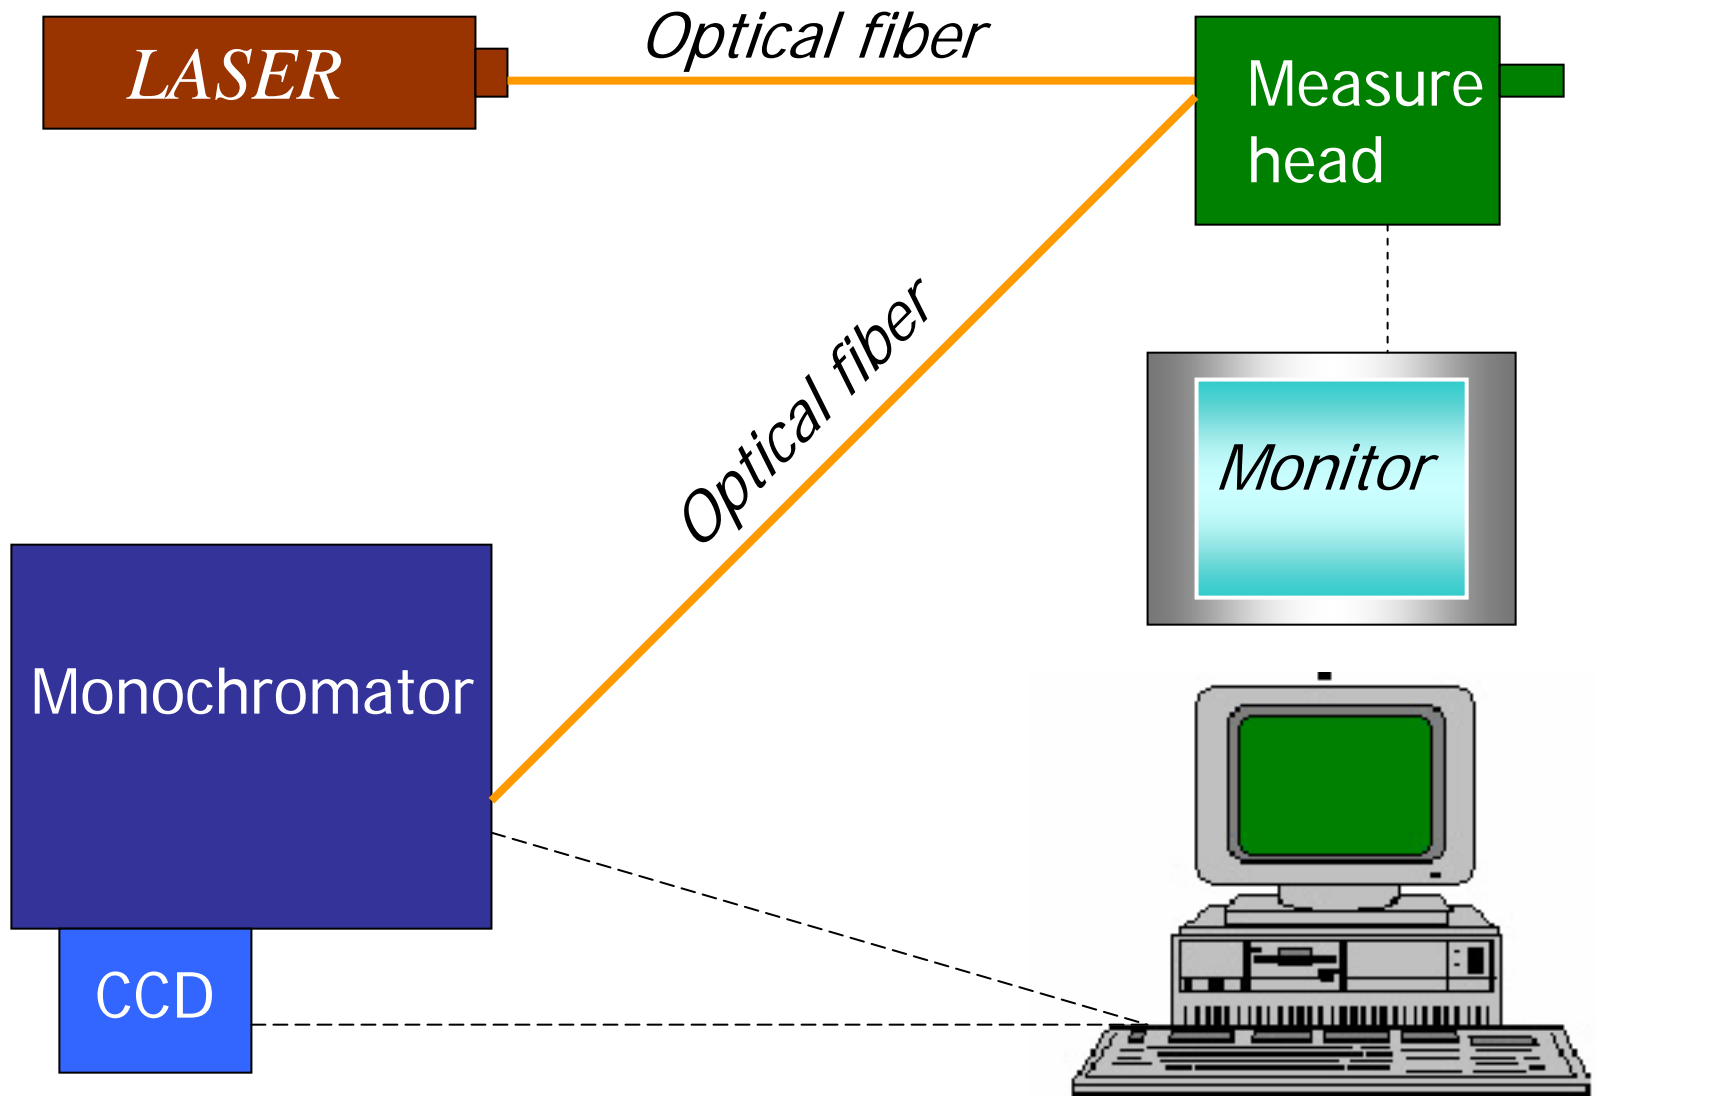 LASER
Optical fiber
Measure
head
Optical fiber
Monitor
Monochromator
CCD